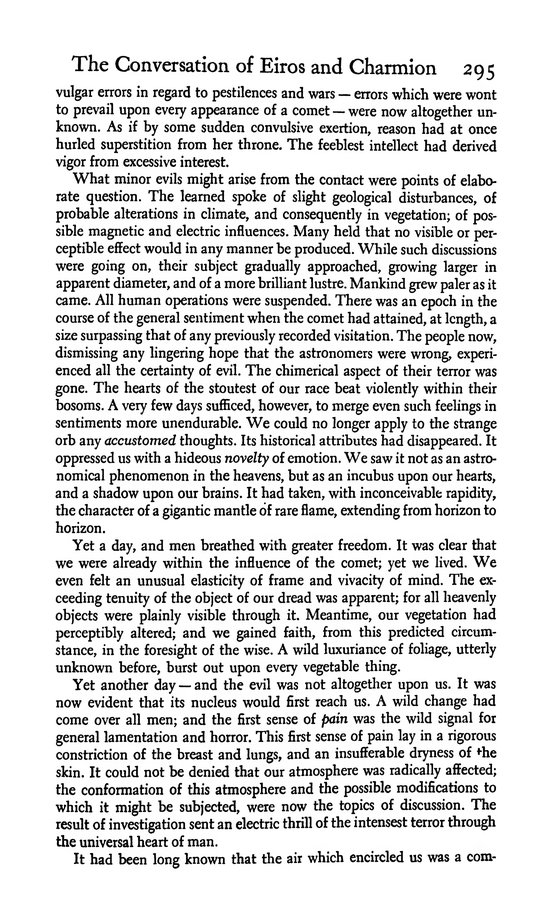 The Conversation of Eiros and Charmion 295
vulgar errors in regard to pestilences and wars — errors which were wont
to prevail upon every appearance of a comet — were now altogether un-
known. As if by some sudden convulsive exertion, reason had at once
hurled superstition from her throne. The feeblest intellect had derived
vigor from excessive interest.
What minor evils might arise from the contact were points of elabo-
rate question. The learned spoke of slight geological disturbances, of
probable alterations in climate, and consequently in vegetation; of pos-
sible magnetic and electric influences. Many held that no visible or per-
ceptible effect would in any manner be produced. While such discussions
were going on, their subject gradually approached, growing larger in
apparent diameter, and of a more brilliant lustre. Mankind grew paler as it
came. All human operations were suspended. There was an epoch in the
course of the general sentiment when the comet had attained, at length, a
size surpassing that of any previously recorded visitation. The people now,
dismissing any lingering hope that the astronomers were wrong, experi-
enced all the certainty of evil. The chimerical aspect of their terror was
gone. The hearts of the stoutest of our race beat violently within their
bosoms. A very few days sufficed, however, to merge even such feelings in
sentiments more unendurable. We could no longer apply to the strange
orb any accustomed thoughts. Its historical attributes had disappeared. It
oppressed us with a hideous novelty of emotion. We saw it not as an astro-
nomical phenomenon in the heavens, but as an incubus upon our hearts,
and a shadow upon our brains. It had taken, with inconceivable rapidity,
the character of a gigantic mantle of rare flame, extending from horizon to
horizon.
Yet a day, and men breathed with greater freedom. It was clear that
we were already within the influence of the comet; yet we lived. We
even felt an unusual elasticity of frame and vivacity of mind. The ex-
ceeding tenuity of the object of our dread was apparent; for all heavenly
objects were plainly visible through it. Meantime, our vegetation had
perceptibly altered; and we gained faith, from this predicted circum-
stance, in the foresight of the wise. A wild luxuriance of foliage, utterly
unknown before, burst out upon every vegetable thing.
Yet another day — and the evil was not altogether upon us. It was
now evident that its nucleus would first reach us. A wild change had
come over all men; and the first sense of pain was the wild signal for
general lamentation and horror. This first sense of pain lay in a rigorous
constriction of the breast and lungs, and an insufferable dryness of the
skin. It could not be denied that our atmosphere was radically affected;
the conformation of this atmosphere and the possible modifications to
which it might be subjected, were now the topics of discussion. The
result of investigation sent an electric thrill of the intensest terror through
the universal heart of man.
It had been long known that the air which encircled us was a com-